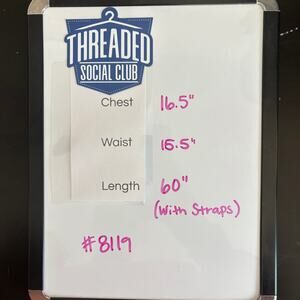 THREADED
SOCIAL CLUB
Chest 16.5"
Waist 15.5"
Length 60"
(With Straps)
#8119